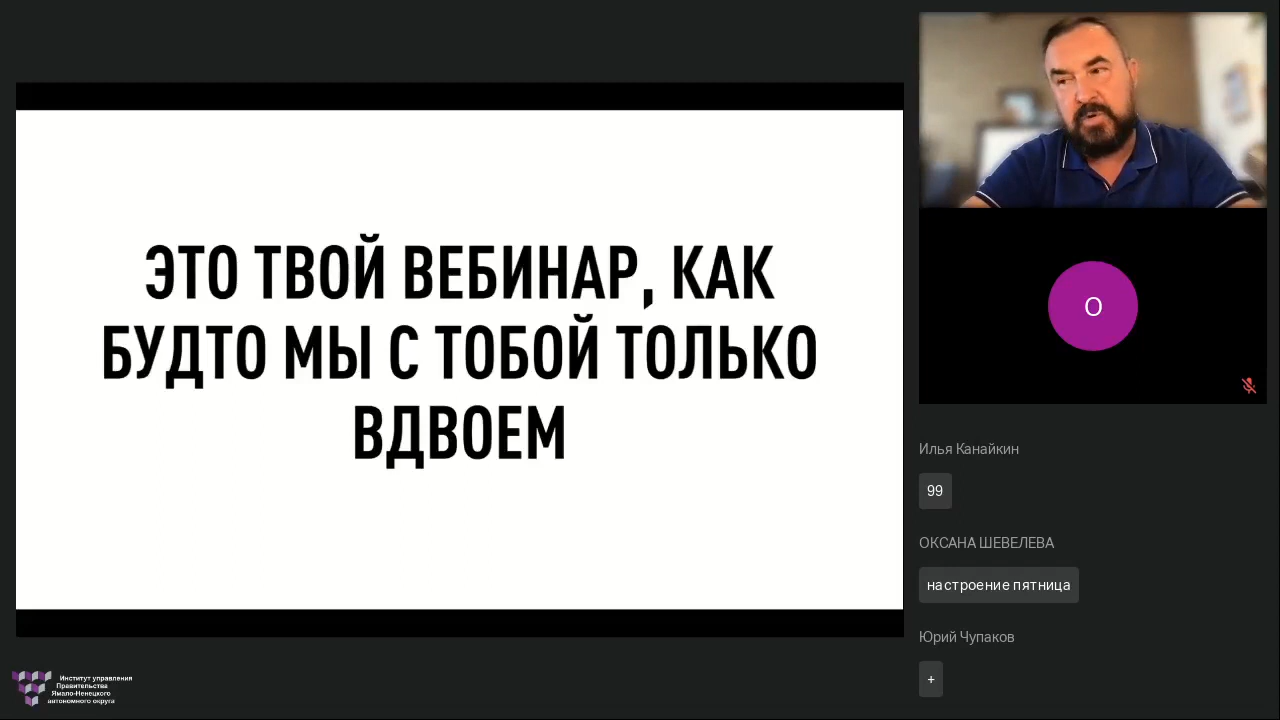 ЭТО ТВОЙ ВЕБИНАР, КАК
БУДТО МЫ С ТОБОЙ ТОЛЬКО
ВДВОЕМ
О
Илья Канайкин
99
ОКСАНА ШЕВЕЛЕВА
настроение пятница
Юрий Чупаков
+
Институт управления
Правительства
Ямало-Ненецкого
автономного округа